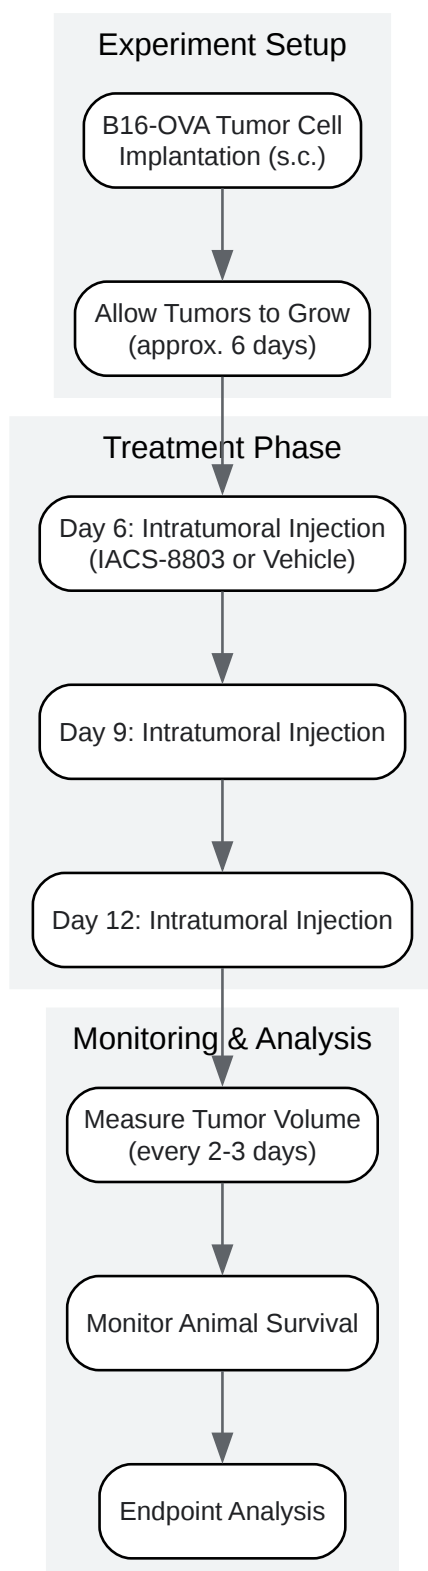 Experiment Setup
B16-OVA Tumor Cell
Implantation (s.c.)
Allow Tumors to Grow
(approx. 6 days)
Treatment Phase
Day 6: Intratumoral Injection
(IACS-8803 or Vehicle)
Day 9: Intratumoral Injection
Day 12: Intratumoral Injection
Monitoring & Analysis
Measure Tumor Volume
(every 2-3 days)
Monitor Animal Survival
Endpoint Analysis